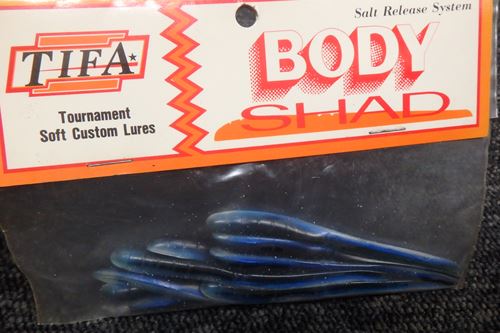 TIFA
Tournament
Soft Custom Lures
Salt Release System
BODY
SHAD